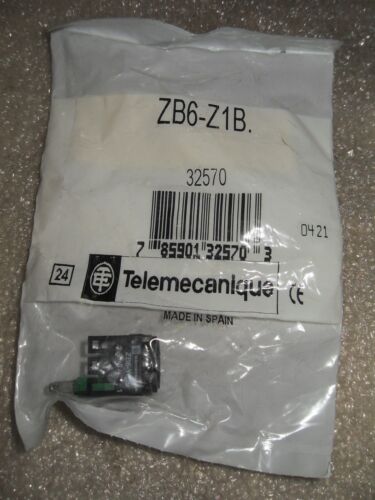 ZB6-Z1B.
32570
0421
7 85901 32570 3
24
Telemecanique
CE
MADE IN SPAIN